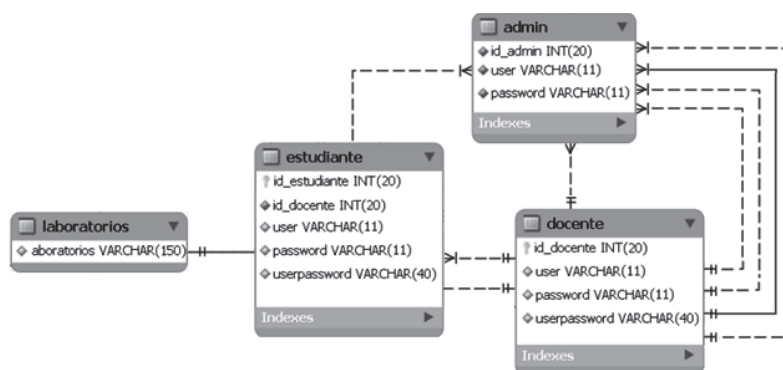 admin
id_admin INT(20)
user VARCHAR(11)
password VARCHAR(11)
Indexes
estudiante
id_estudiante INT(20)
id_docente INT(20)
user VARCHAR(11)
password VARCHAR(11)
userpassword VARCHAR(40)
Indexes
laboratorios
aboratorios VARCHAR(150)
docente
id_docente INT(20)
user VARCHAR(11)
password VARCHAR(11)
userpassword VARCHAR(40)
Indexes